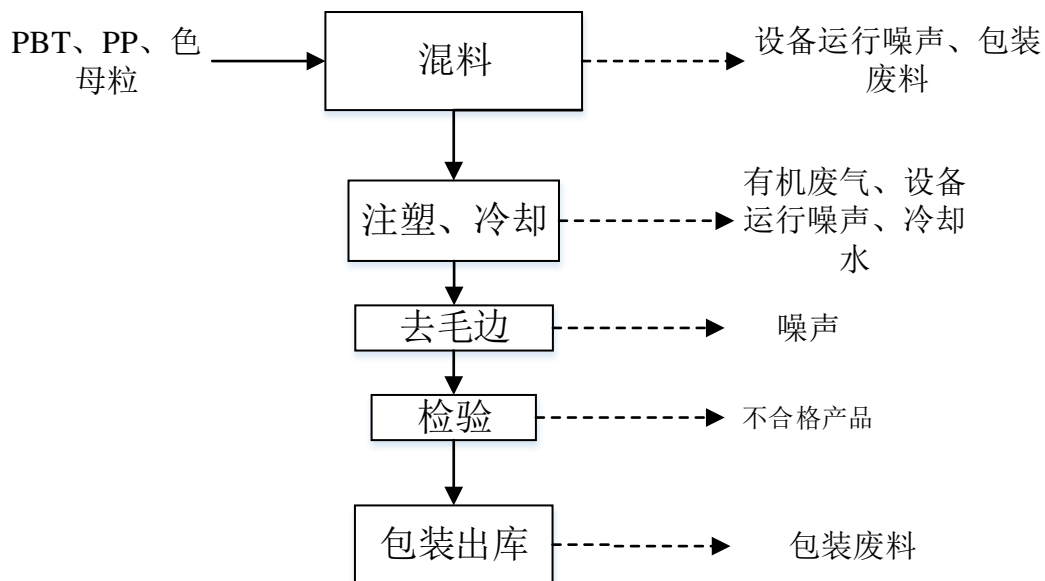 PBT、PP、色
母粒
混料
设备运行噪声、包装
废料
注塑、冷却
有机废气、设备
运行噪声、冷却
水
去毛边
噪声
检验
不合格产品
包装出库
包装废料